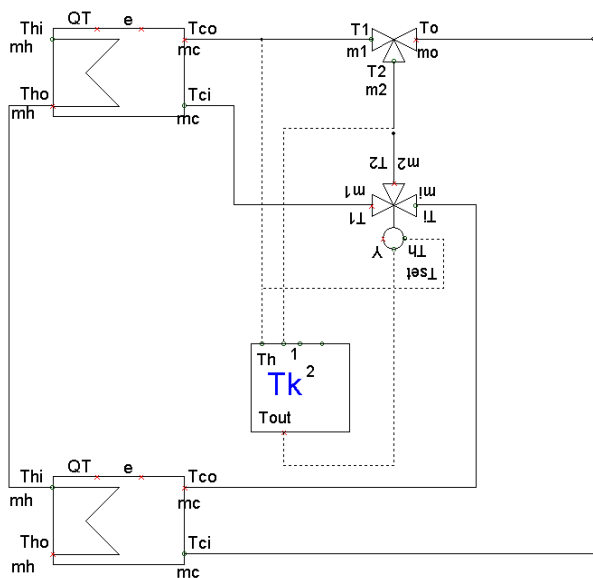 QT e
Thi Tco
mh mc
Tho Tci
mh mc
T1 To
m1 mo
T2
m2
T2 m2
m1 mi
T1 Ti
Y Th
Tset
Th 1
2
Tk
Tout
QT e
Thi Tco
mh mc
Tho Tci
mh mc